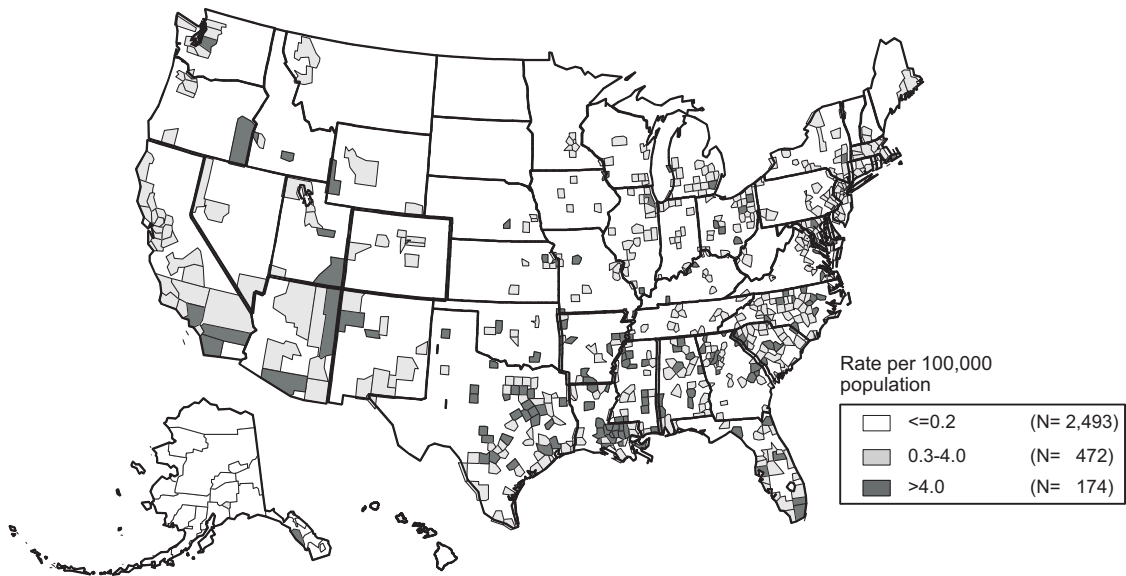 Rate per 100,000
population
<=0.2 (N= 2,493)
0.3-4.0 (N= 472)
>4.0 (N= 174)